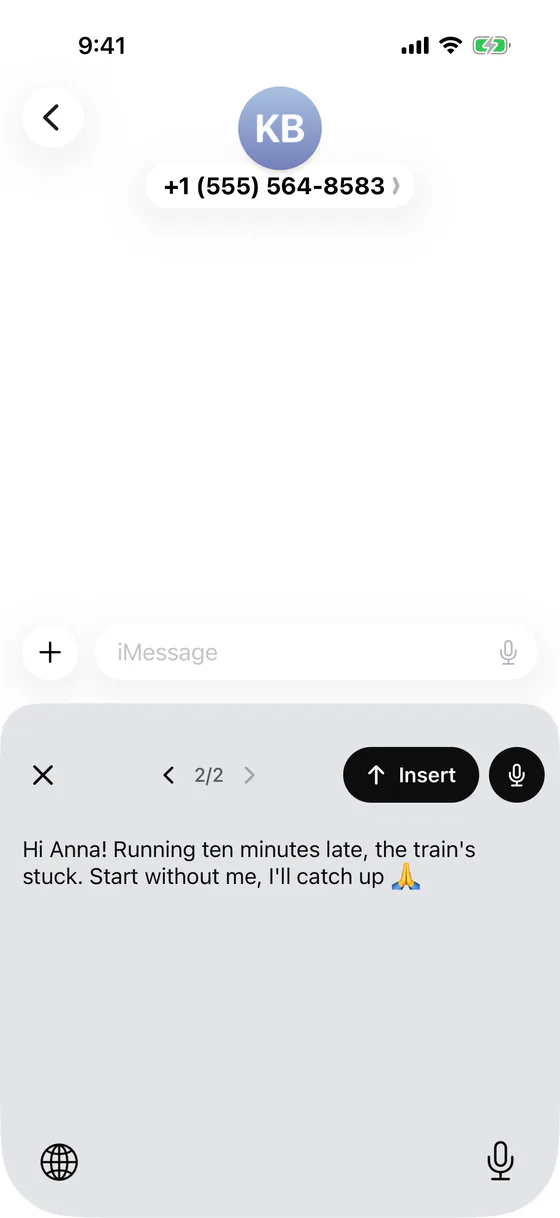 9:41
KB
+1 (555) 564-8583
iMessage
2/2
Insert
Hi Anna! Running ten minutes late, the train's
stuck. Start without me, I'll catch up 🙏